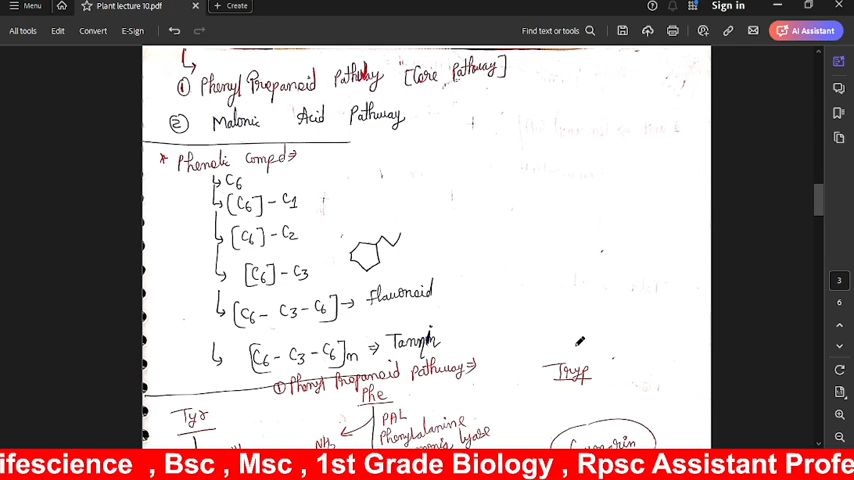 Menu
Plant lecture 10.pdf
+ Create
Sign in
All tools Edit Convert E-Sign
Find text or tools
AI Assistant
① Phenyl Propanoid Pathway [Core Pathway]
② Malonic Acid Pathway
* Phenolic Compd ⇒
C6
[C6] - C1
[C6] - C2
[C6] - C3
[C6 - C3 - C6] → flavonoid
[C6 - C3 - C6]n ⇒ Tannin
① Phenyl Propanoid Pathway ⇒
Tyr
Phe
Tryp
PAL
Phenylalanine
NH3
lyase
3
6
ifescience , Bsc , Msc , 1st Grade Biology , Rpsc Assistant Profe